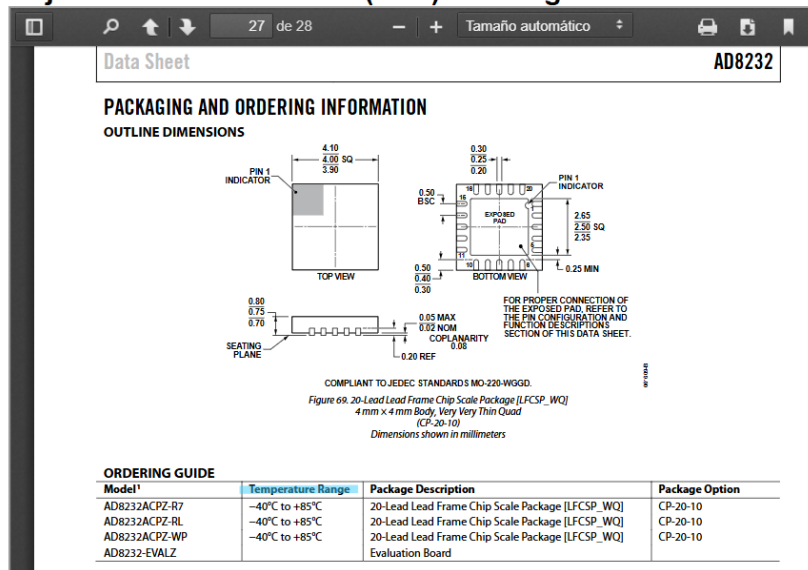 27 de 28
Tamaño automático
Data Sheet
AD8232
PACKAGING AND ORDERING INFORMATION
OUTLINE DIMENSIONS
4.10
4.00 SQ
3.90
PIN 1
INDICATOR
TOP VIEW
0.30
0.25
0.20
PIN 1
INDICATOR
0.50
BSC
16
20
15
1
EXPOSED
PAD
5
11
10
6
BOTTOM VIEW
2.65
2.50 SQ
2.35
0.50
0.40
0.30
0.25 MIN
0.80
0.75
0.70
SEATING
PLANE
0.05 MAX
0.02 NOM
COPLANARITY
0.08
0.20 REF
FOR PROPER CONNECTION OF
THE EXPOSED PAD, REFER TO
THE PIN CONFIGURATION AND
FUNCTION DESCRIPTIONS
SECTION OF THIS DATA SHEET.
COMPLIANT TO JEDEC STANDARDS MO-220-WGGD.
Figure 69. 20-Lead Lead Frame Chip Scale Package [LFCSP_WQ]
4 mm × 4 mm Body, Very Very Thin Quad
(CP-20-10)
Dimensions shown in millimeters
ORDERING GUIDE
Model¹ Temperature Range Package Description Package Option
AD8232ACPZ-R7 −40°C to +85°C 20-Lead Lead Frame Chip Scale Package [LFCSP_WQ] CP-20-10
AD8232ACPZ-RL −40°C to +85°C 20-Lead Lead Frame Chip Scale Package [LFCSP_WQ] CP-20-10
AD8232ACPZ-WP −40°C to +85°C 20-Lead Lead Frame Chip Scale Package [LFCSP_WQ] CP-20-10
AD8232-EVALZ Evaluation Board